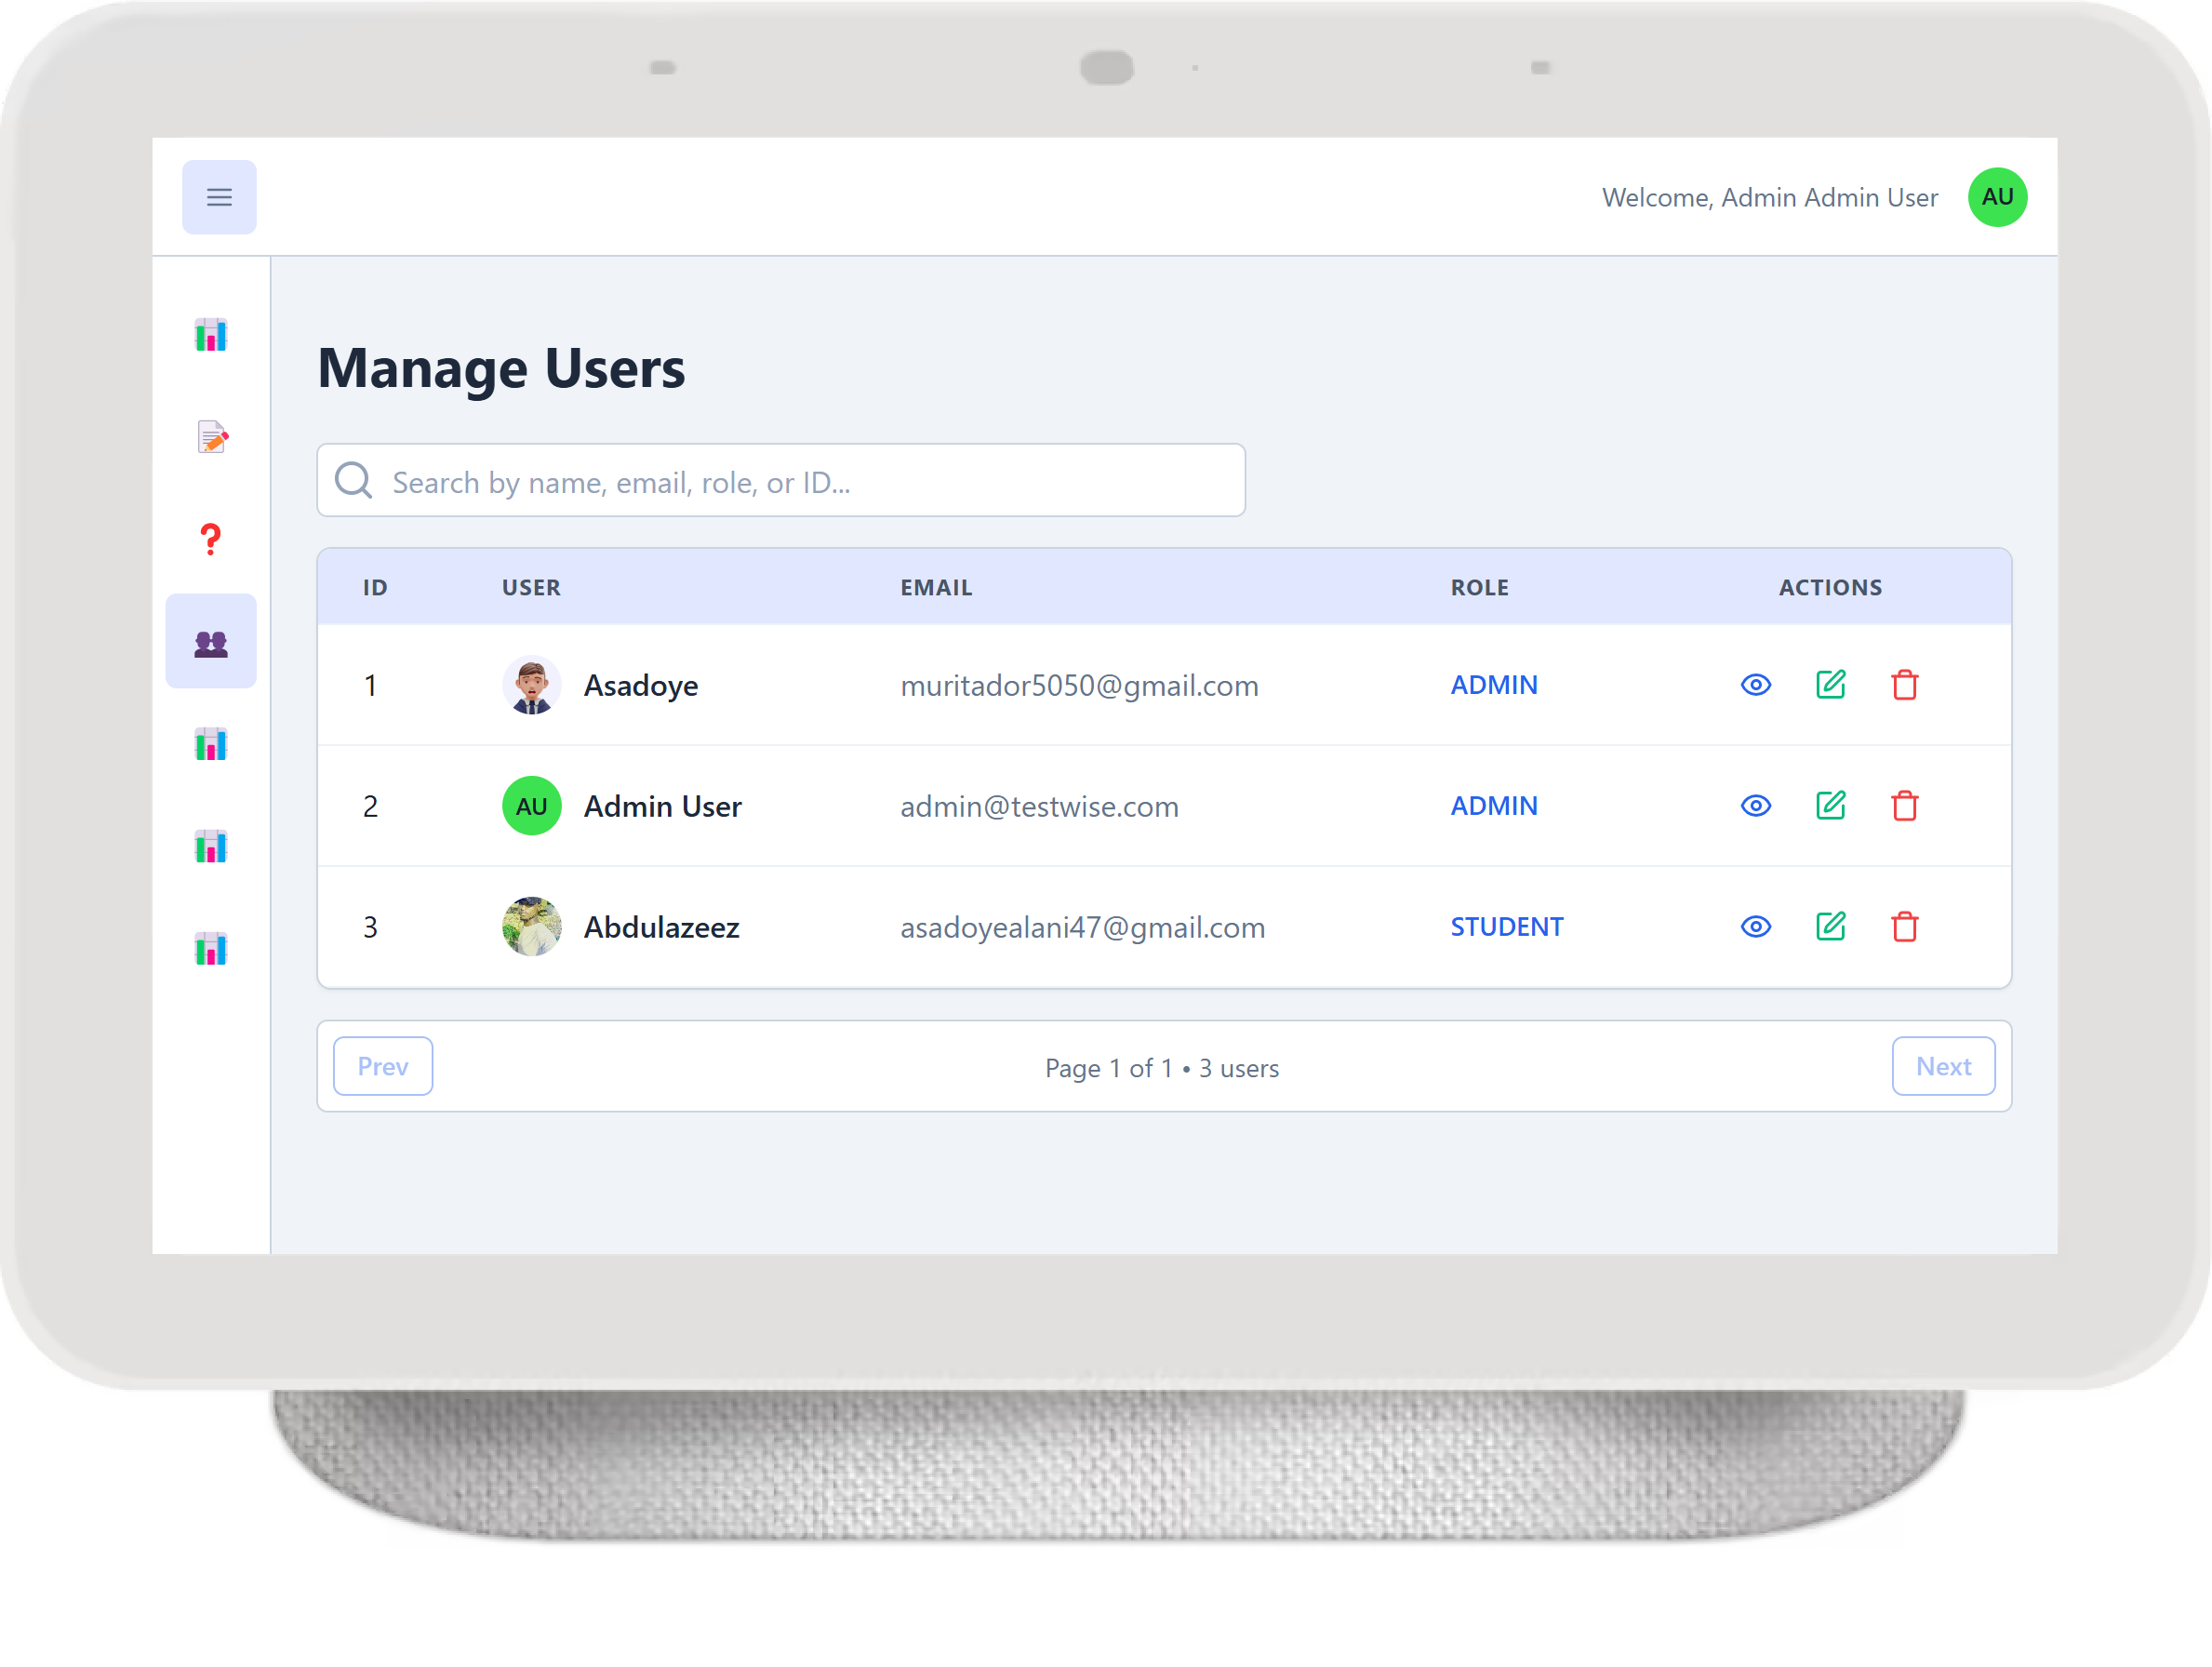 Welcome, Admin Admin User AU
Manage Users
Search by name, email, role, or ID...
ID USER EMAIL ROLE ACTIONS
1 Asadoye muritador5050@gmail.com ADMIN
2 AU Admin User admin@testwise.com ADMIN
3 Abdulazeez asadoyealani47@gmail.com STUDENT
Prev Page 1 of 1 • 3 users Next